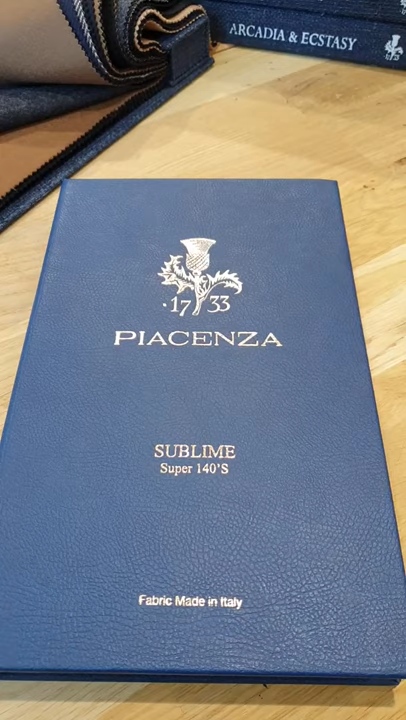 ARCADIA & ECSTASY
· 17 33
PIACENZA
SUBLIME
Super 140'S
Fabric Made in Italy